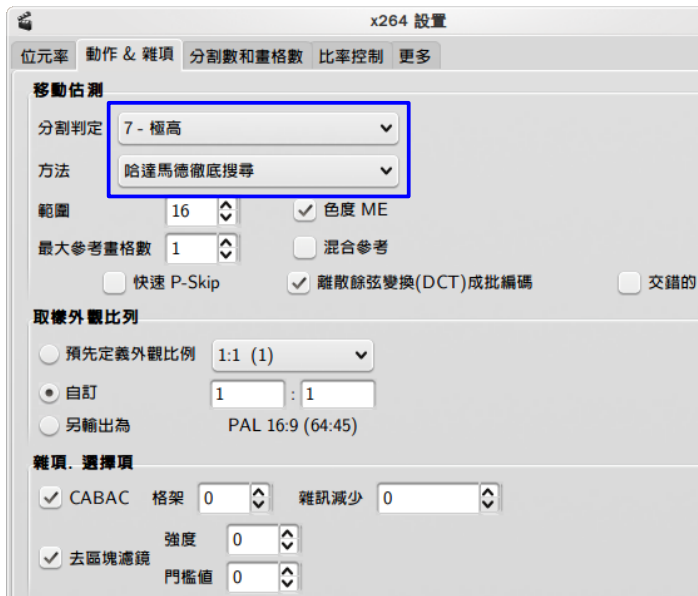 x264 設置
位元率 動作 & 雜項 分割數和畫格數 比率控制 更多
移動估測
分割判定 7 - 極高
方法 哈達馬德徹底搜尋
範圍 16 色度 ME
最大參考畫格數 1 混合參考
快速 P-Skip 離散餘弦變換(DCT)成批編碼 交錯的
取樣外觀比列
預先定義外觀比例 1:1 (1)
自訂 1 : 1
另輸出為 PAL 16:9 (64:45)
雜項. 選擇項
CABAC 格架 0 雜訊減少 0
強度 0
去區塊濾鏡
門檻值 0